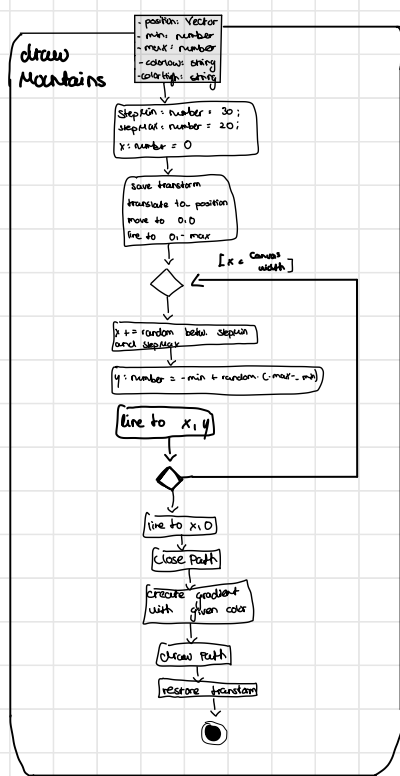 draw
Mountains
- position: Vector
- min: number
- max: number
- colorlow: string
- colorhigh: string
stepMin: number = 30;
stepMax: number = 20;
x: number = 0
save transform
translate to _position
move to 0,0
line to 0,-max
canvas
width
x += random betw. stepMin
and stepMax
y: number = -min + random
line to x, y
line to x,0
close Path
create gradient
with given color
draw Path
restore transform